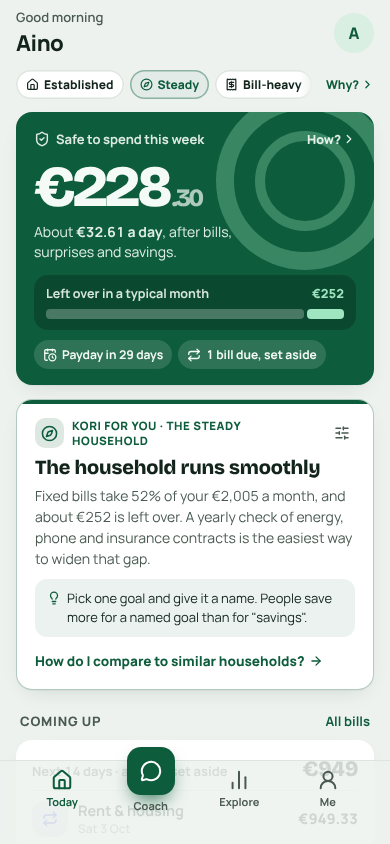 Good morning
Aino
A
Established
Steady
Bill-heavy
Why?
Safe to spend this week
How?
€228.30
About €32.61 a day, after bills,
surprises and savings.
Left over in a typical month
€252
Payday in 29 days
1 bill due, set aside
KORI FOR YOU · THE STEADY
HOUSEHOLD
The household runs smoothly
Fixed bills take 52% of your €2,005 a month, and
about €252 is left over. A yearly check of energy,
phone and insurance contracts is the easiest way
to widen that gap.
Pick one goal and give it a name. People save
more for a named goal than for "savings".
How do I compare to similar households?
COMING UP
All bills
Next 14 days · set aside
€949
Rent & housing
Sat 3 Oct
€949.33
Today
Coach
Explore
Me